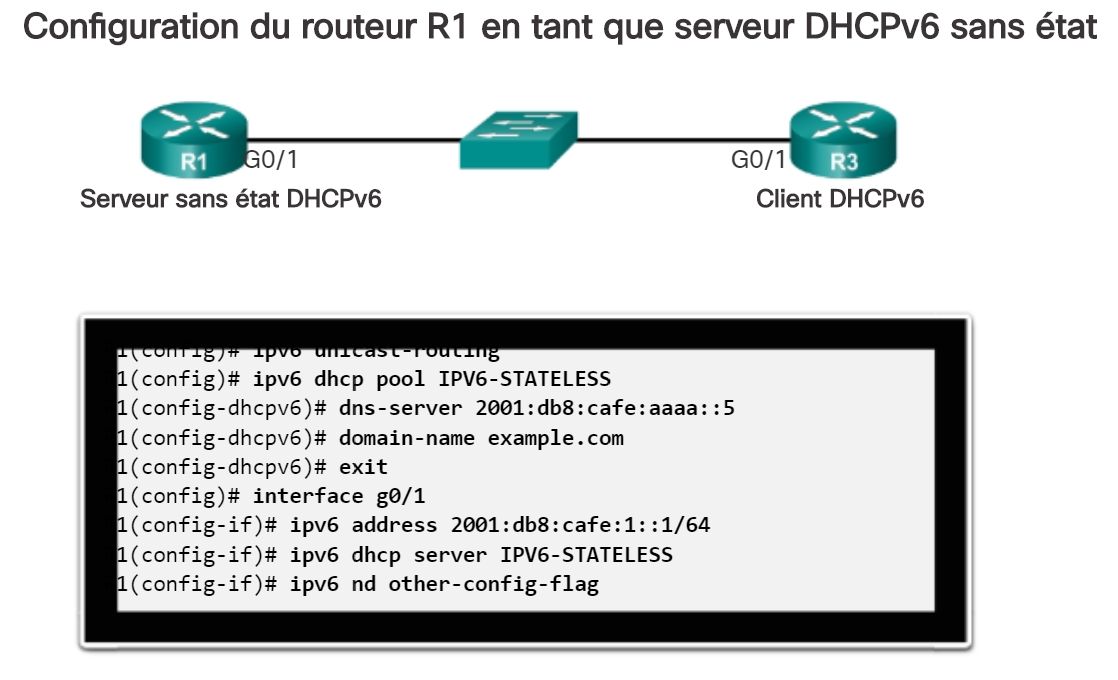 Configuration du routeur R1 en tant que serveur DHCPv6 sans état
R1 G0/1 G0/1 R3
Serveur sans état DHCPv6 Client DHCPv6
1(config)# ipv6 unicast-routing
1(config)# ipv6 dhcp pool IPV6-STATELESS
1(config-dhcpv6)# dns-server 2001:db8:cafe:aaaa::5
1(config-dhcpv6)# domain-name example.com
1(config-dhcpv6)# exit
1(config)# interface g0/1
1(config-if)# ipv6 address 2001:db8:cafe:1::1/64
1(config-if)# ipv6 dhcp server IPV6-STATELESS
1(config-if)# ipv6 nd other-config-flag